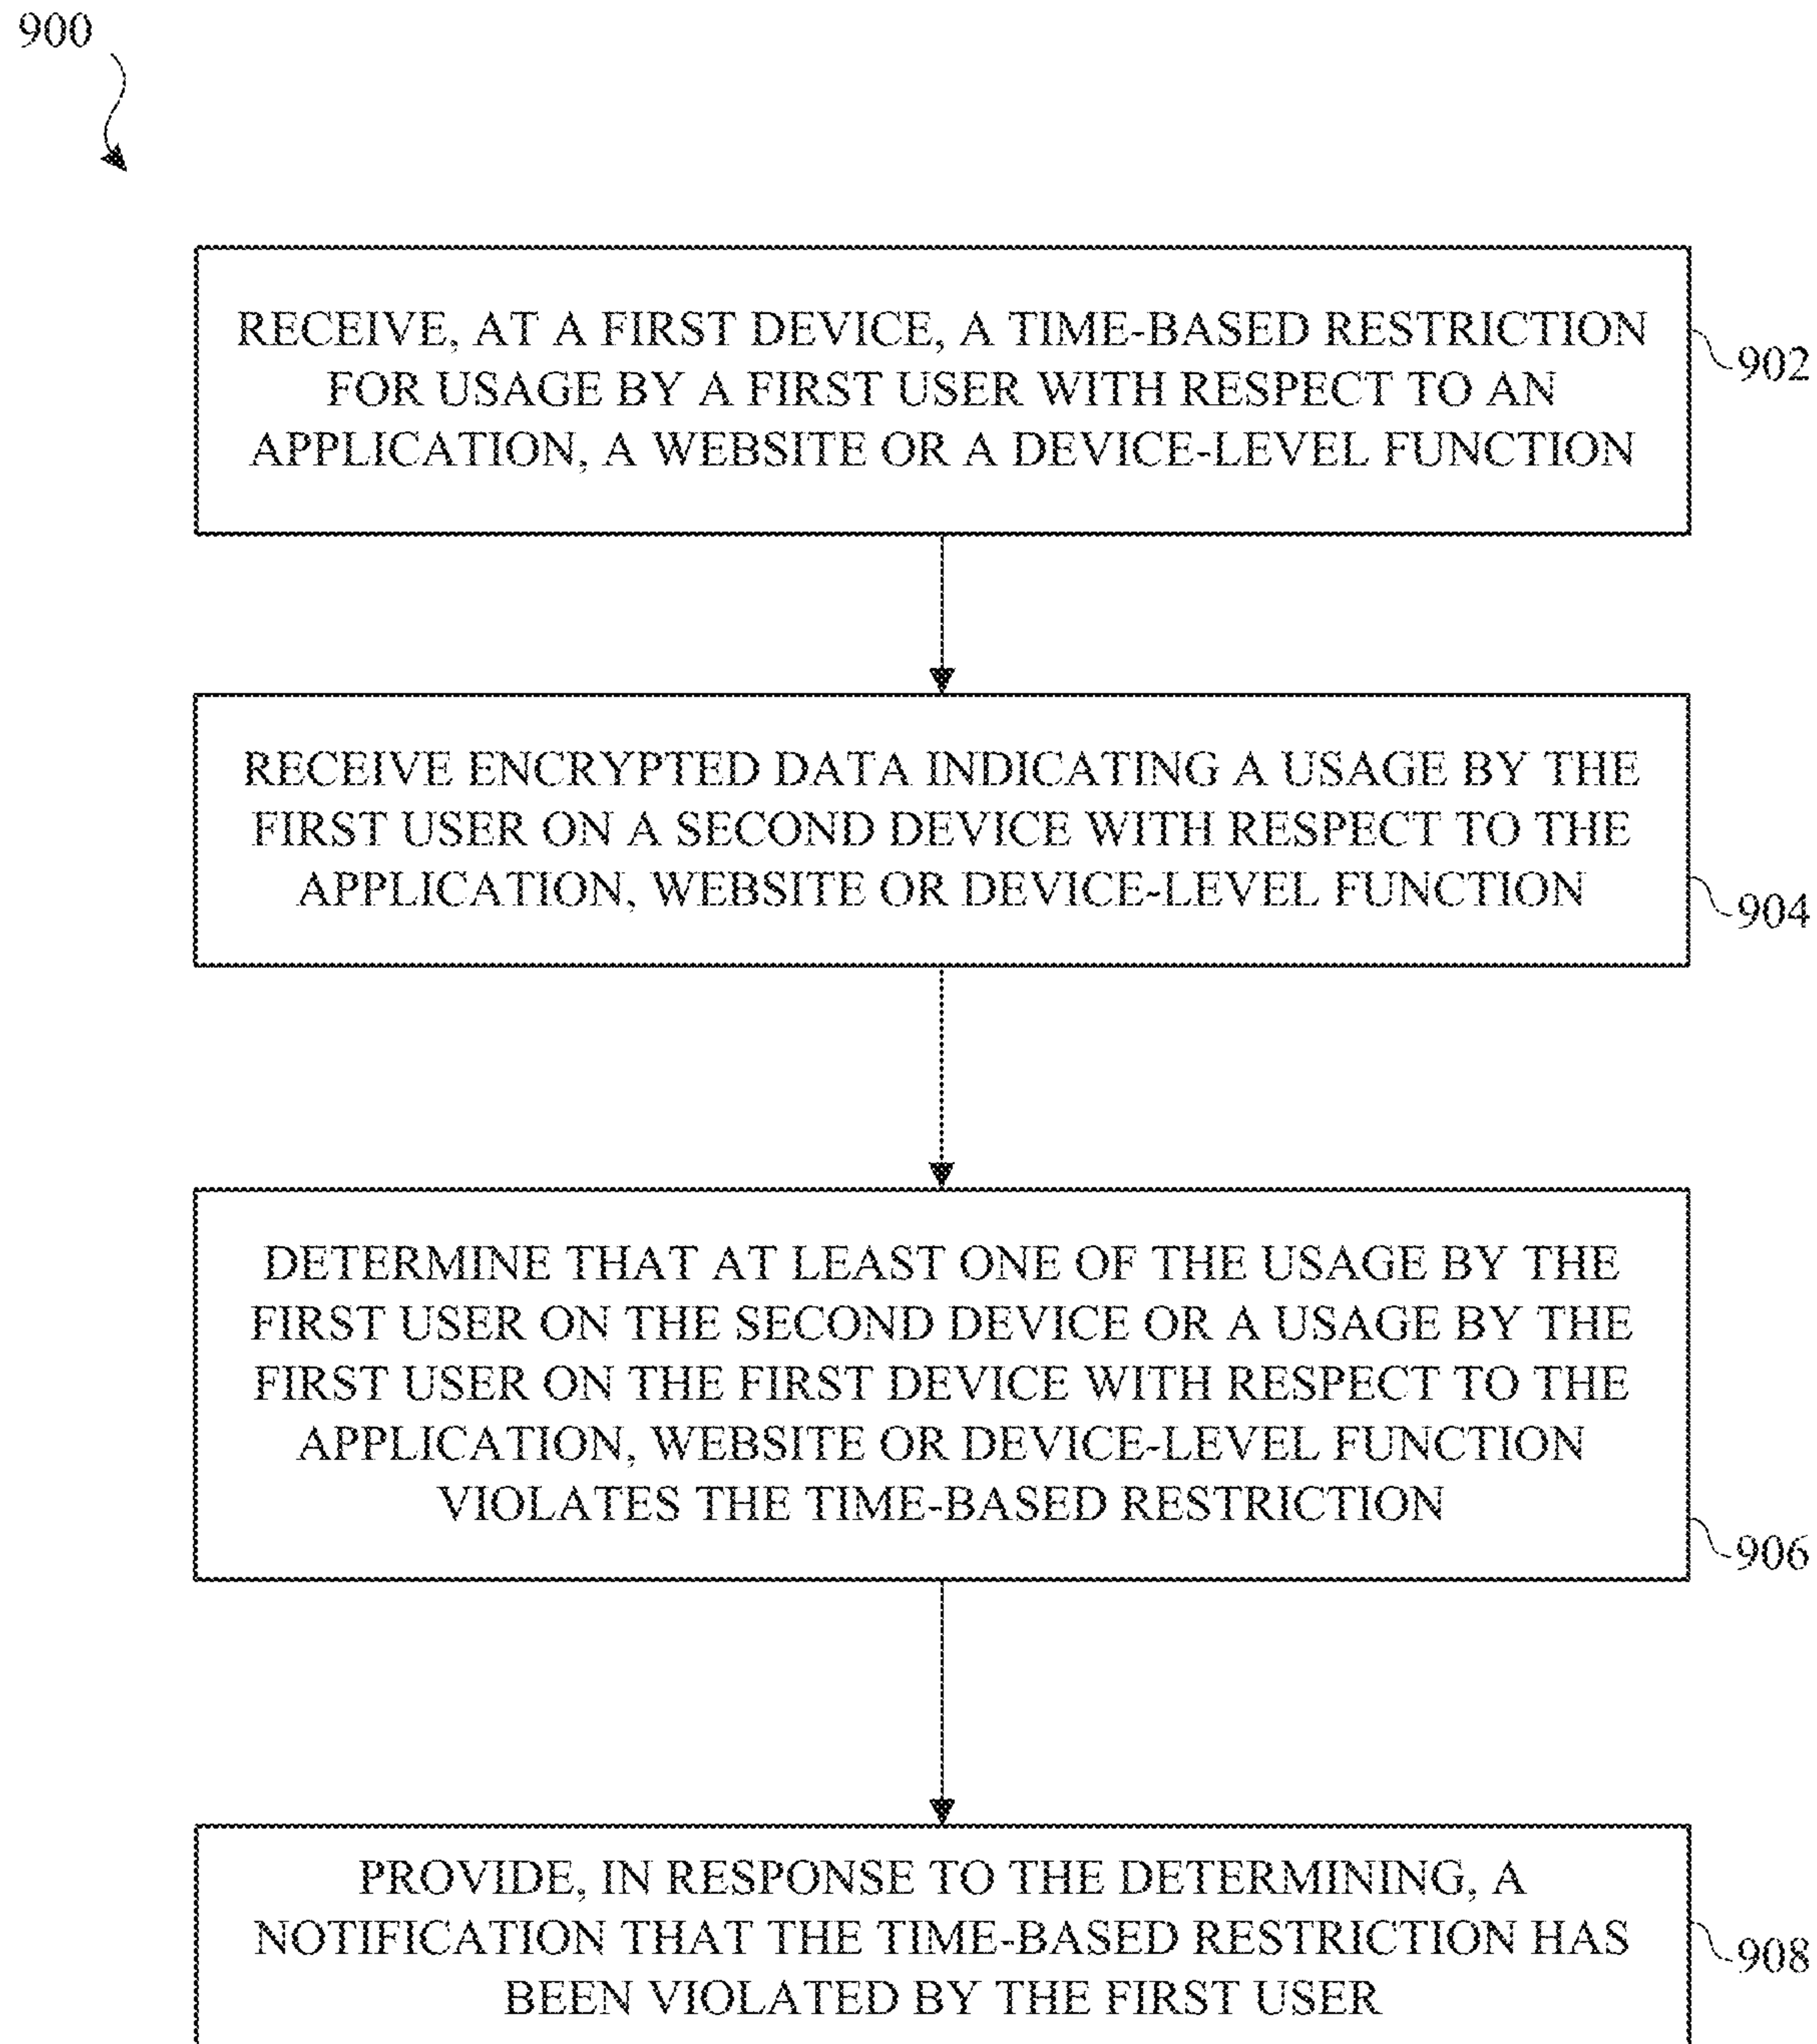 900
RECEIVE, AT A FIRST DEVICE, A TIME-BASED RESTRICTION
FOR USAGE BY A FIRST USER WITH RESPECT TO AN
APPLICATION, A WEBSITE OR A DEVICE-LEVEL FUNCTION
902
RECEIVE ENCRYPTED DATA INDICATING A USAGE BY THE
FIRST USER ON A SECOND DEVICE WITH RESPECT TO THE
APPLICATION, WEBSITE OR DEVICE-LEVEL FUNCTION
904
DETERMINE THAT AT LEAST ONE OF THE USAGE BY THE
FIRST USER ON THE SECOND DEVICE OR A USAGE BY THE
FIRST USER ON THE FIRST DEVICE WITH RESPECT TO THE
APPLICATION, WEBSITE OR DEVICE-LEVEL FUNCTION
VIOLATES THE TIME-BASED RESTRICTION
906
PROVIDE, IN RESPONSE TO THE DETERMINING, A
NOTIFICATION THAT THE TIME-BASED RESTRICTION HAS
BEEN VIOLATED BY THE FIRST USER
908